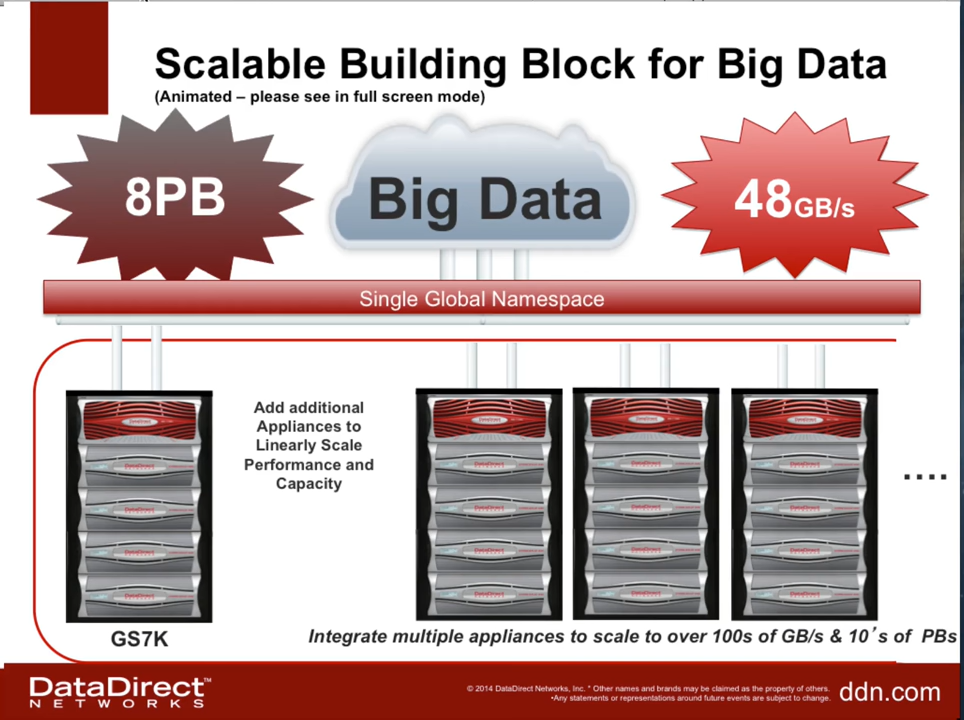 Scalable Building Block for Big Data
(Animated – please see in full screen mode)
8PB
Big Data
48GB/s
Single Global Namespace
Add additional
Appliances to
Linearly Scale
Performance and
Capacity
....
GS7K
Integrate multiple appliances to scale to over 100s of GB/s & 10’s of PBs
DataDirect™
NETWORKS
© 2014 DataDirect Networks, Inc. * Other names and brands may be claimed as the property of others.
•Any statements or representations around future events are subject to change.
ddn.com